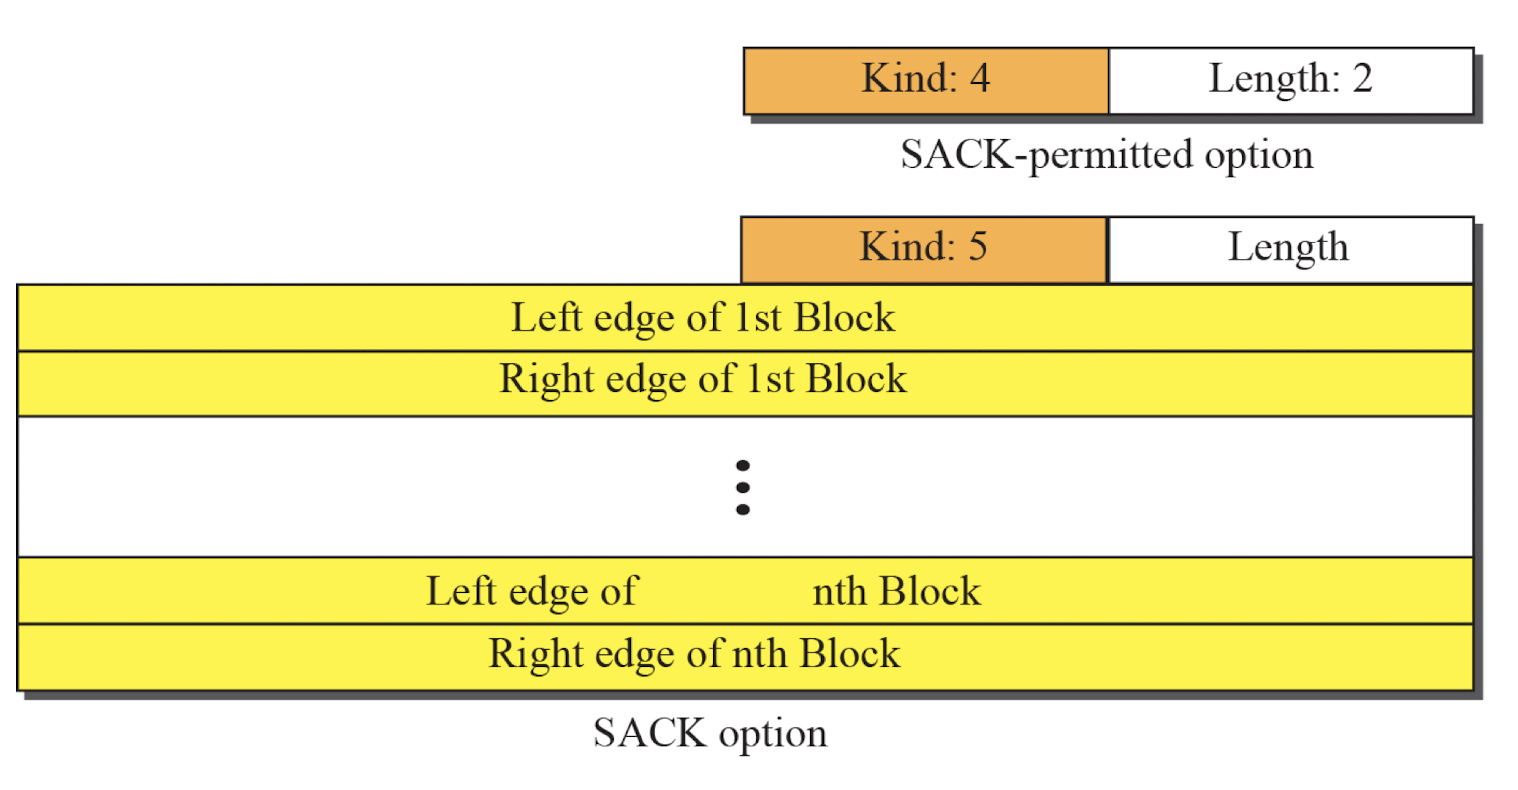 Kind: 4 Length: 2
SACK-permitted option
Kind: 5 Length
Left edge of 1st Block
Right edge of 1st Block
Left edge of nth Block
Right edge of nth Block
SACK option